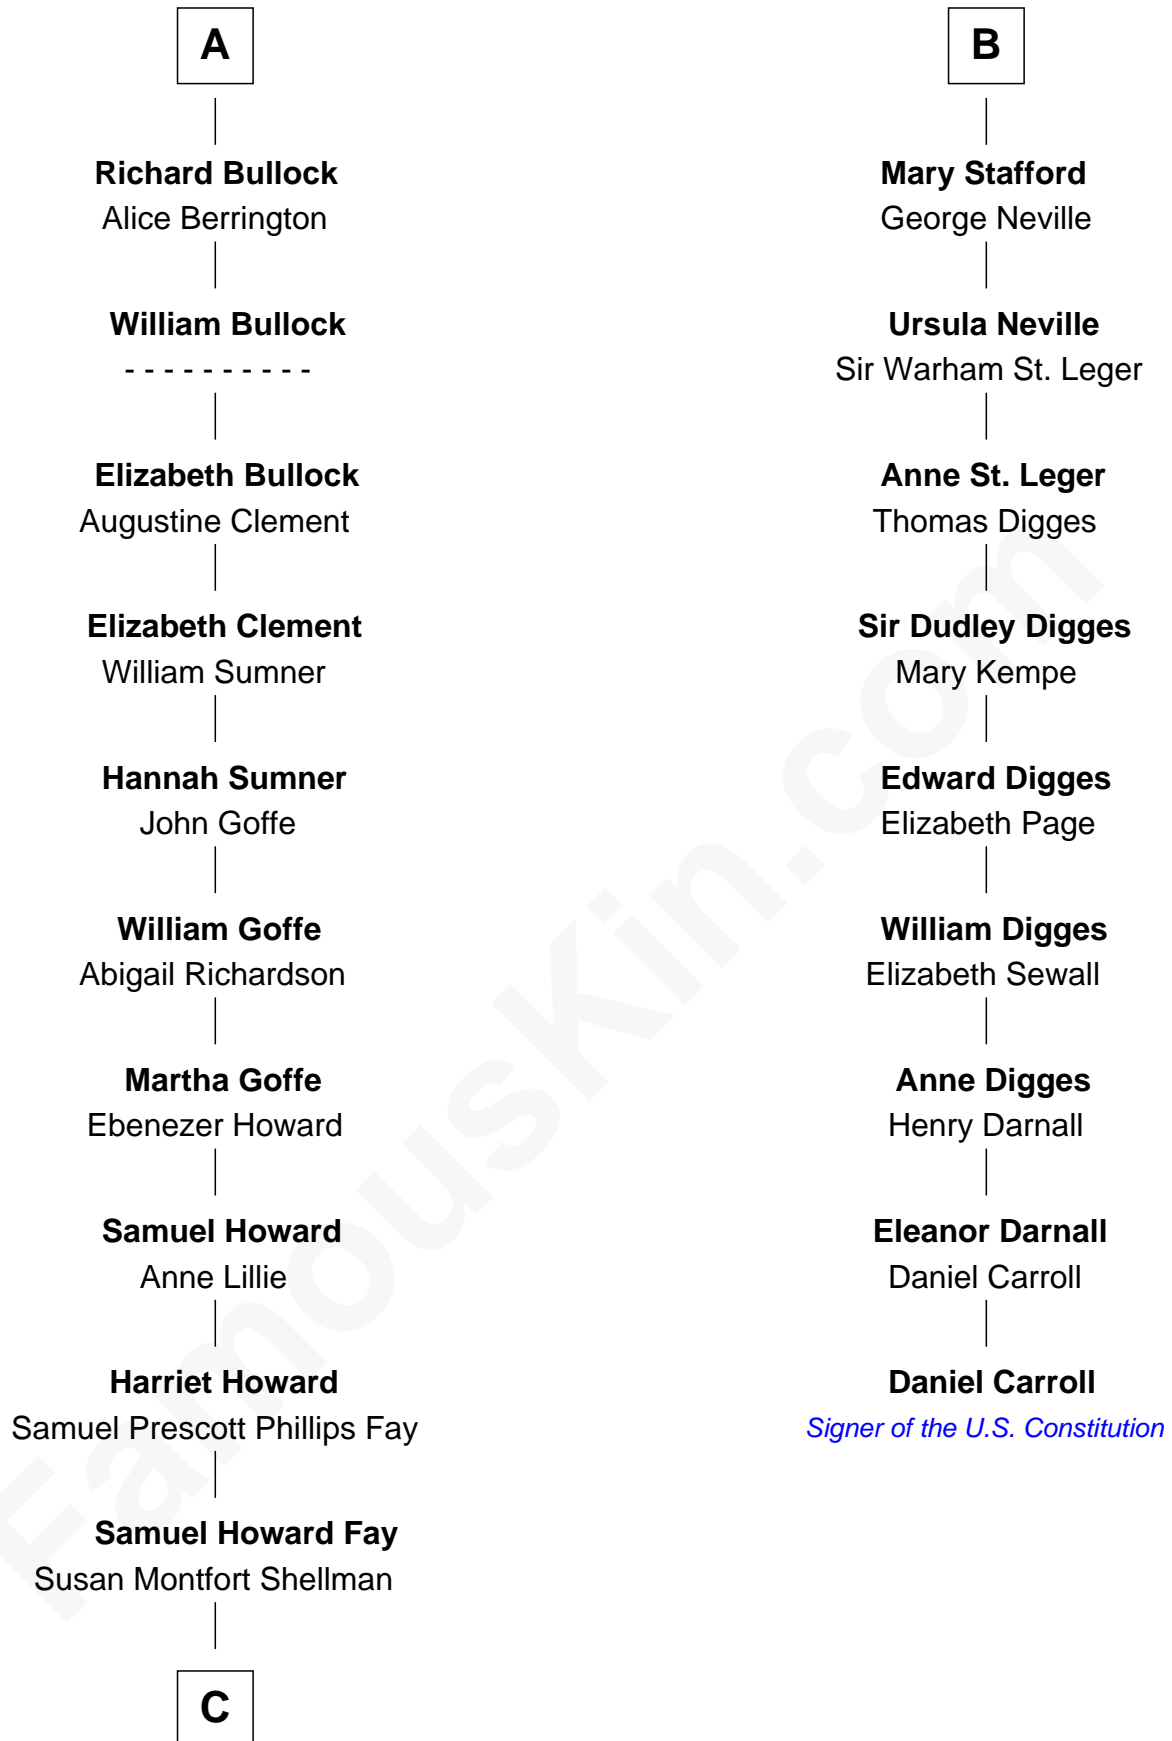 A
Richard Bullock
Alice Berrington
William Bullock
- - - - - - - - - -
Elizabeth Bullock
Augustine Clement
Elizabeth Clement
William Sumner
Hannah Sumner
John Goffe
William Goffe
Abigail Richardson
Martha Goffe
Ebenezer Howard
Samuel Howard
Anne Lillie
Harriet Howard
Samuel Prescott Phillips Fay
Samuel Howard Fay
Susan Montfort Shellman
C
B
Mary Stafford
George Neville
Ursula Neville
Sir Warham St. Leger
Anne St. Leger
Thomas Digges
Sir Dudley Digges
Mary Kempe
Edward Digges
Elizabeth Page
William Digges
Elizabeth Sewall
Anne Digges
Henry Darnall
Eleanor Darnall
Daniel Carroll
Daniel Carroll
Signer of the U.S. Constitution
FamousKin.com